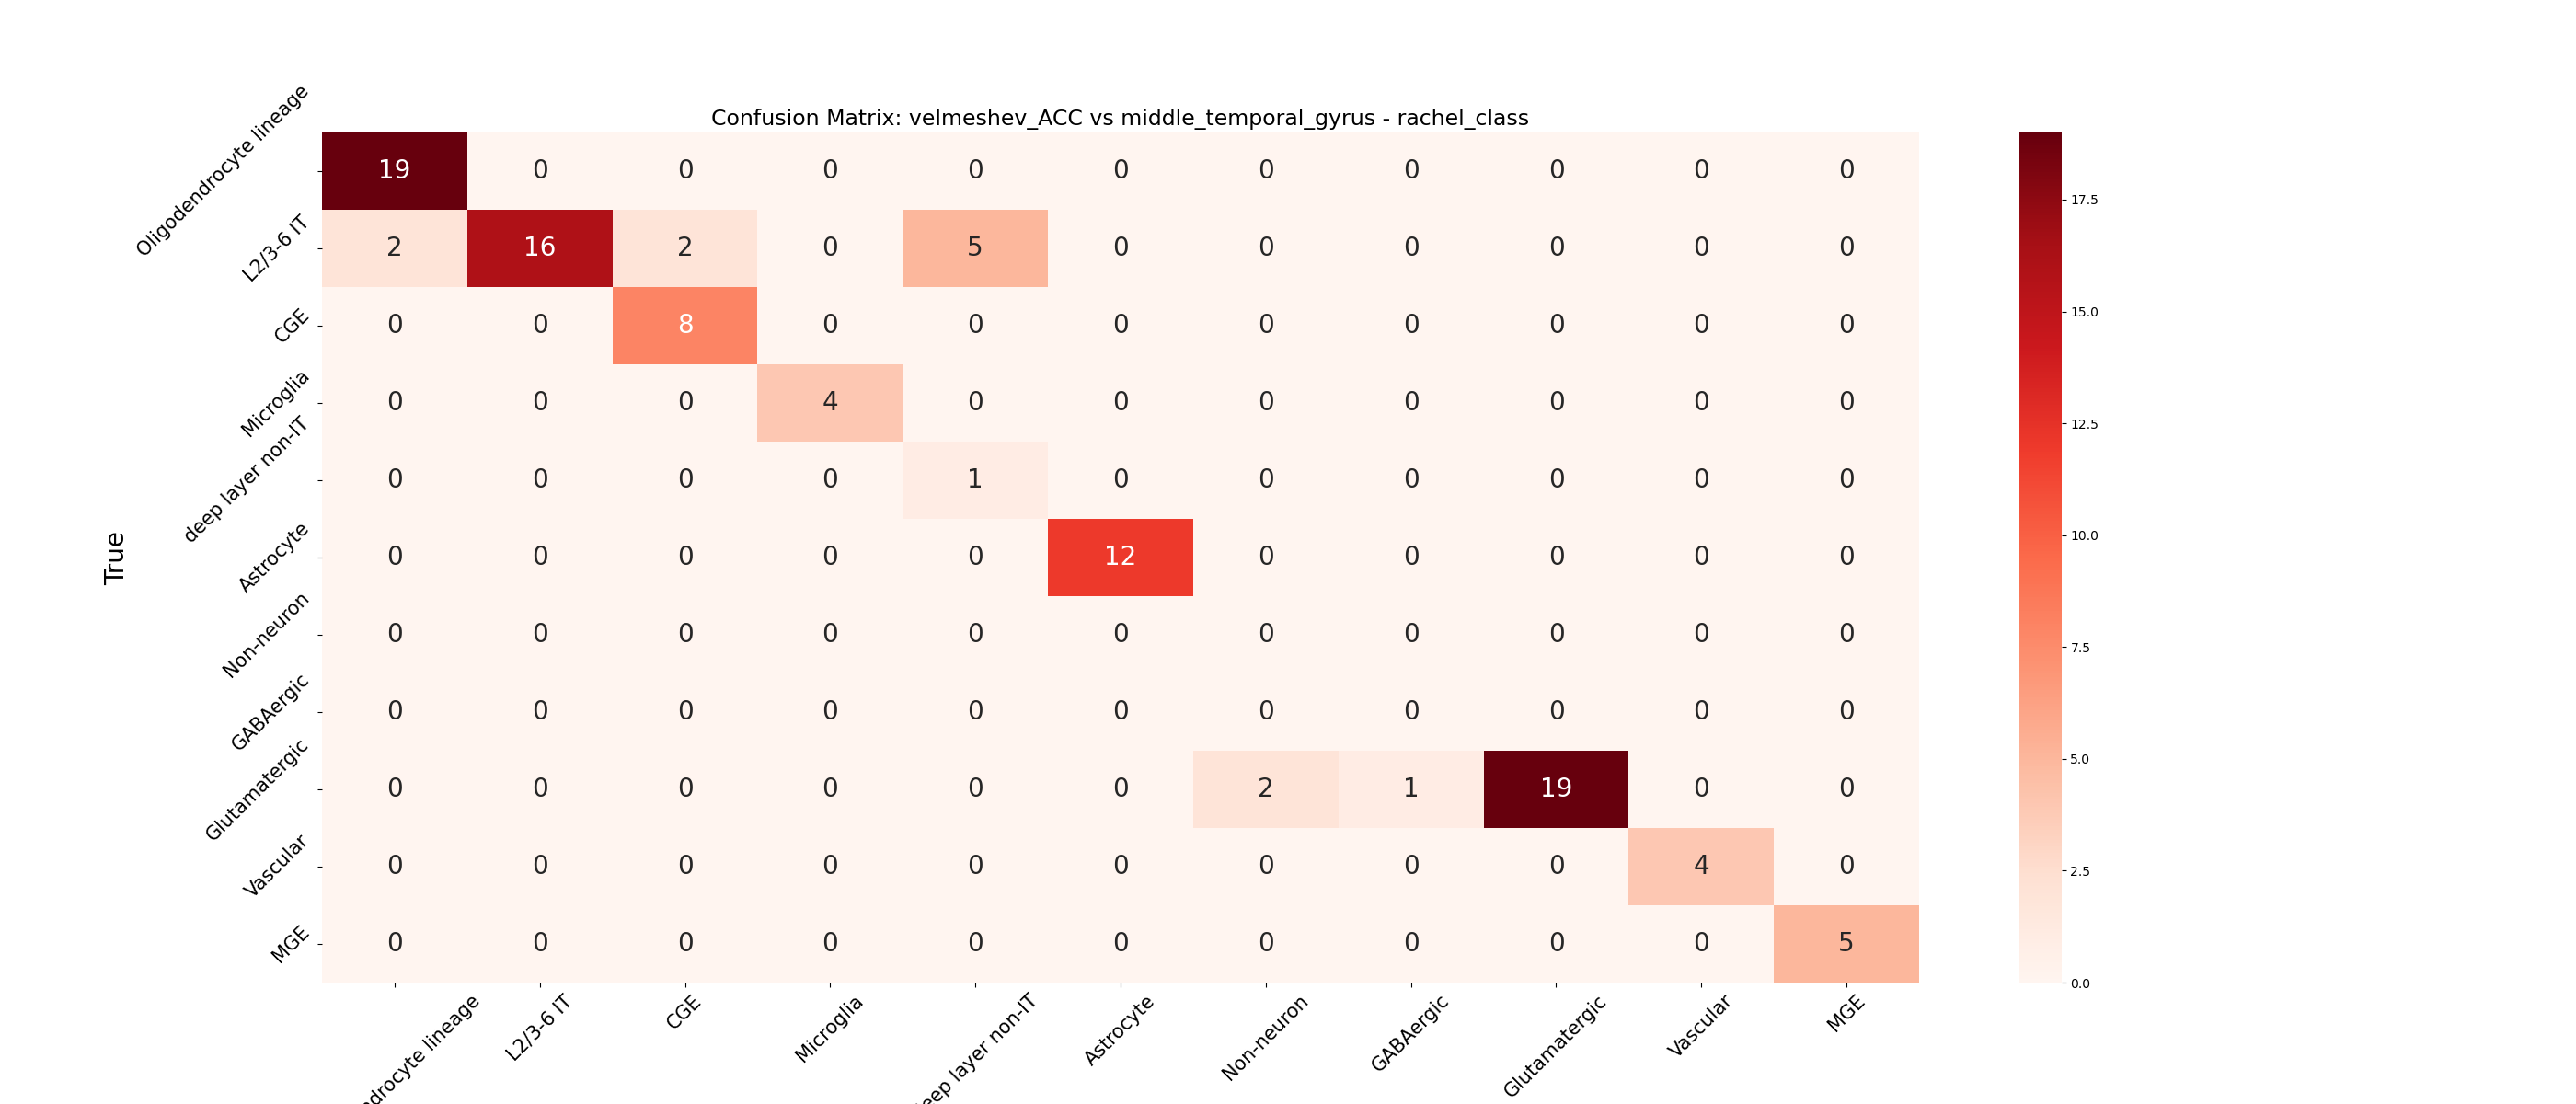 Confusion Matrix: velmeshev_ACC vs middle_temporal_gyrus - rachel_class
True
Oligodendrocyte lineage 19 0 0 0 0 0 0 0 0 0 0
L2/3-6 IT 2 16 2 0 5 0 0 0 0 0 0
CGE 0 0 8 0 0 0 0 0 0 0 0
Microglia 0 0 0 4 0 0 0 0 0 0 0
deep layer non-IT 0 0 0 0 1 0 0 0 0 0 0
Astrocyte 0 0 0 0 0 12 0 0 0 0 0
Non-neuron 0 0 0 0 0 0 0 0 0 0 0
GABAergic 0 0 0 0 0 0 0 0 0 0 0
Glutamatergic 0 0 0 0 0 0 2 1 19 0 0
Vascular 0 0 0 0 0 0 0 0 0 4 0
MGE 0 0 0 0 0 0 0 0 0 0 5
ndrocyte lineage
L2/3-6 IT
CGE
Microglia
eep layer non-IT
Astrocyte
Non-neuron
GABAergic
Glutamatergic
Vascular
MGE
17.5
15.0
12.5
10.0
7.5
5.0
2.5
0.0